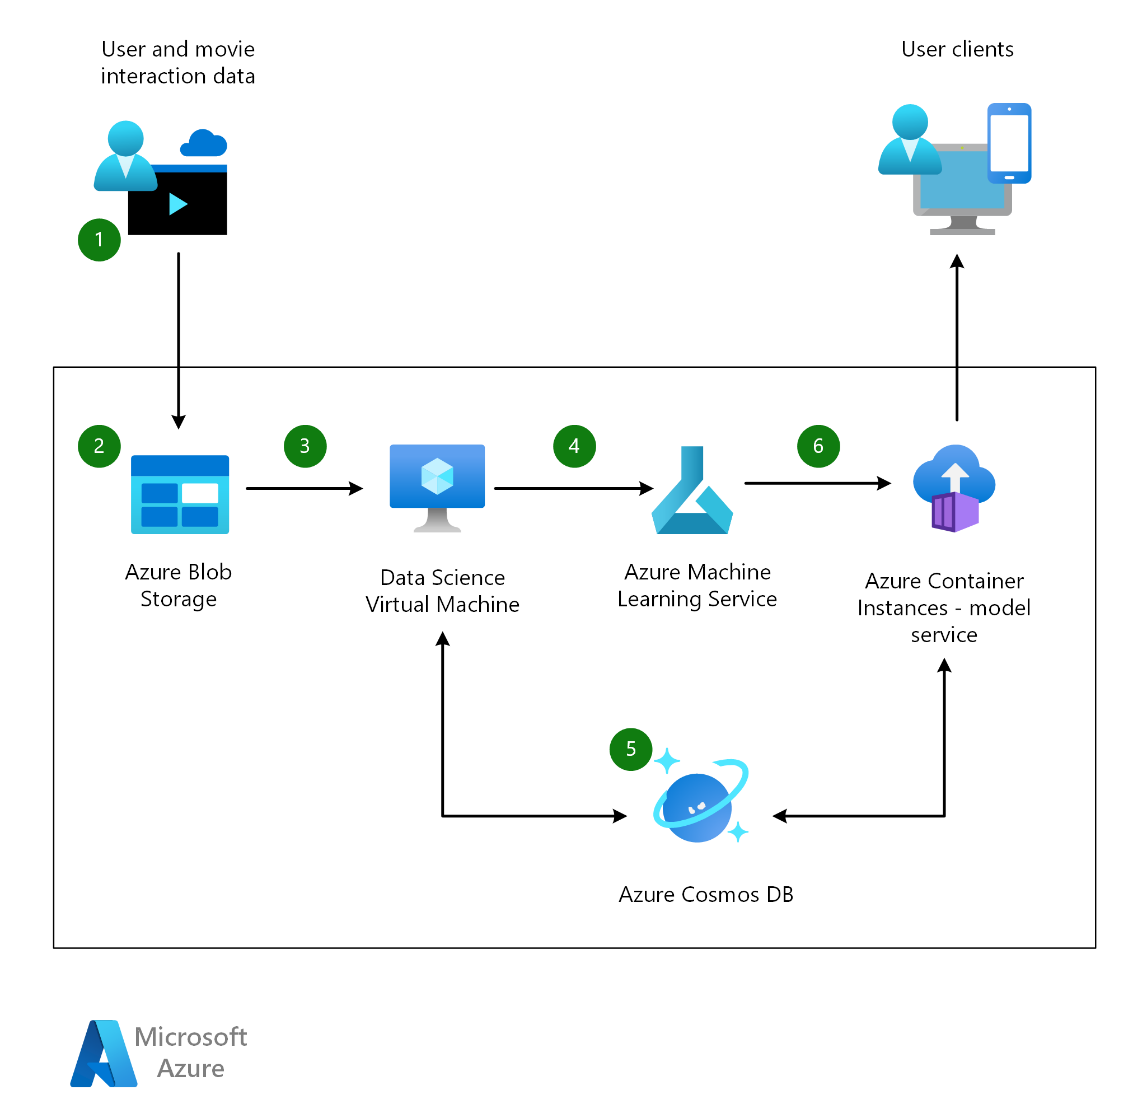 User and movie
interaction data
User clients
1
2
3
4
6
Azure Blob
Storage
Data Science
Virtual Machine
Azure Machine
Learning Service
Azure Container
Instances - model
service
5
Azure Cosmos DB
Microsoft
Azure